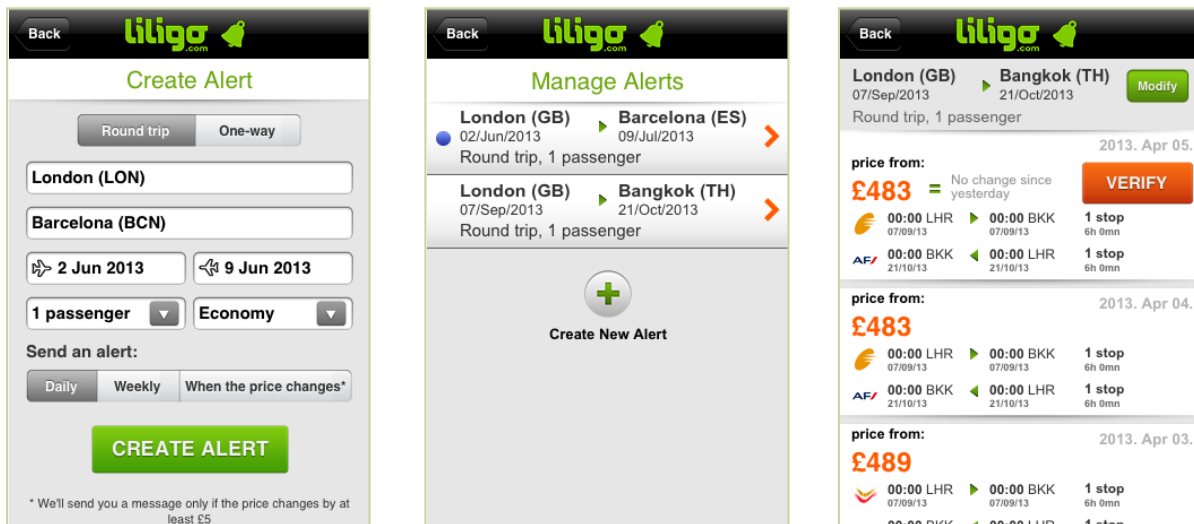 Back
liligo
.com
Create Alert
Round trip One-way
London (LON)
Barcelona (BCN)
2 Jun 2013 9 Jun 2013
1 passenger Economy
Send an alert:
Daily Weekly When the price changes*
CREATE ALERT
* We'll send you a message only if the price changes by at
least £5
Back
liligo
.com
Manage Alerts
London (GB) Barcelona (ES)
02/Jun/2013 09/Jul/2013
Round trip, 1 passenger
London (GB) Bangkok (TH)
07/Sep/2013 21/Oct/2013
Round trip, 1 passenger
Create New Alert
Back
liligo
.com
London (GB) Bangkok (TH)
07/Sep/2013 21/Oct/2013
Modify
Round trip, 1 passenger
2013. Apr 05.
price from:
£483 = No change since
yesterday
VERIFY
00:00 LHR 00:00 BKK 1 stop
07/09/13 07/09/13 6h 0mn
AF 00:00 BKK 00:00 LHR 1 stop
21/10/13 21/10/13 6h 0mn
price from: 2013. Apr 04.
£483
00:00 LHR 00:00 BKK 1 stop
07/09/13 07/09/13 6h 0mn
AF 00:00 BKK 00:00 LHR 1 stop
21/10/13 21/10/13 6h 0mn
price from: 2013. Apr 03.
£489
00:00 LHR 00:00 BKK 1 stop
07/09/13 07/09/13 6h 0mn
00:00 BKK 00:00 LHR 1 stop